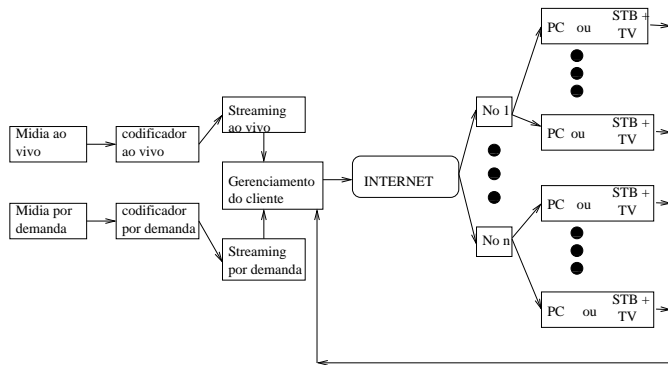 Midia ao
vivo
codificador
ao vivo
Streaming
ao vivo
Gerenciamento
do cliente
Midia por
demanda
codificador
por demanda
Streaming
por demanda
INTERNET
No 1
No n
PC ou STB +
TV
PC ou STB +
TV
PC ou STB +
TV
PC ou STB +
TV